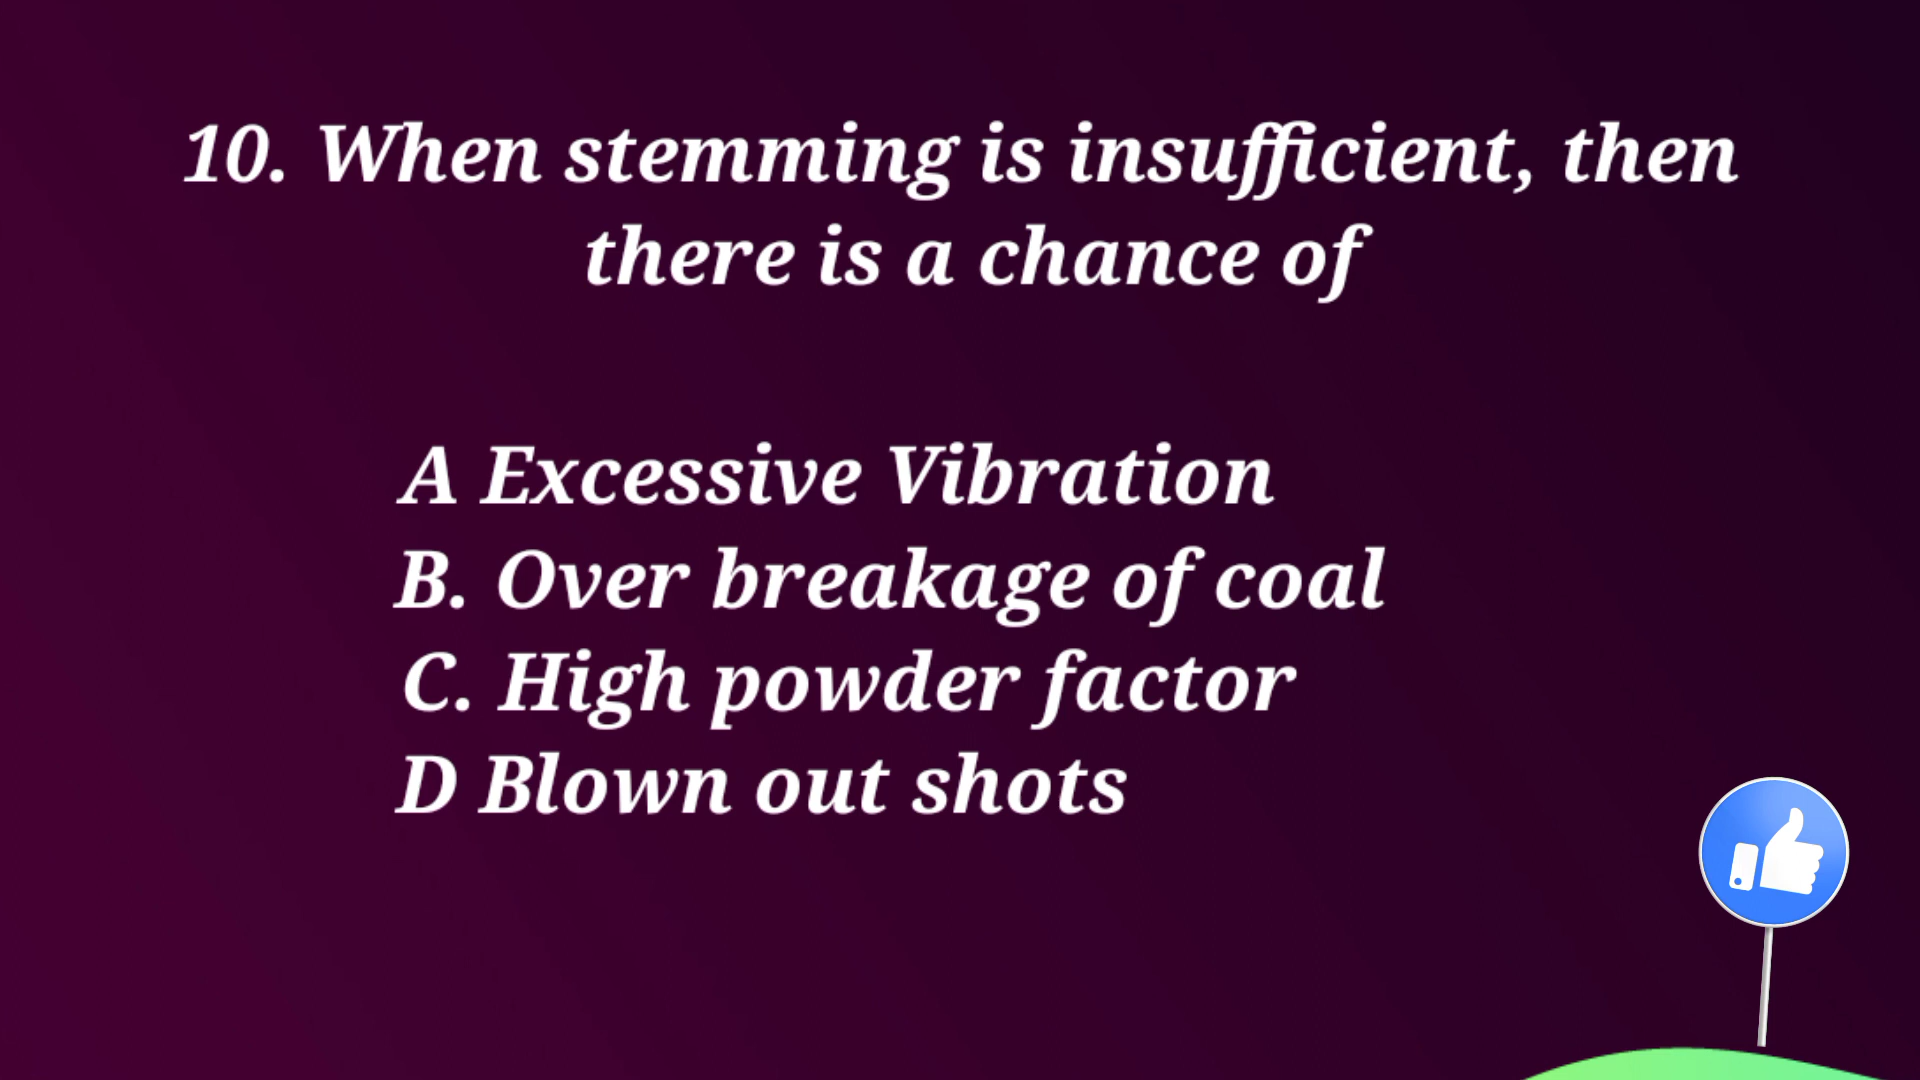 10. When stemming is insufficient, then
there is a chance of
A Excessive Vibration
B. Over breakage of coal
C. High powder factor
D Blown out shots